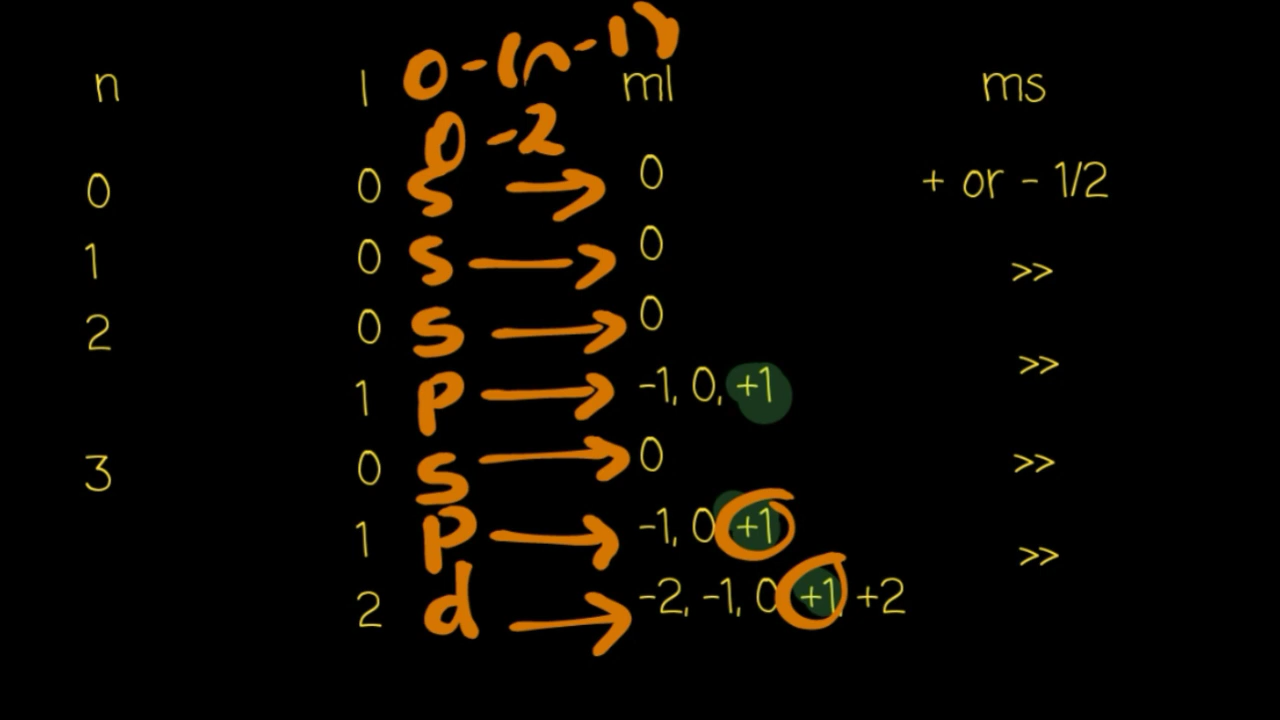 n l 0-(n-1) ml ms
0-2
0 0 s → 0 + or - 1/2
1 0 s → 0 >>
2 0 s → 0
1 p → -1, 0, +1 >>
3 0 s → 0 >>
1 p → -1, 0 +1 >>
2 d → -2, -1, 0 +1, +2